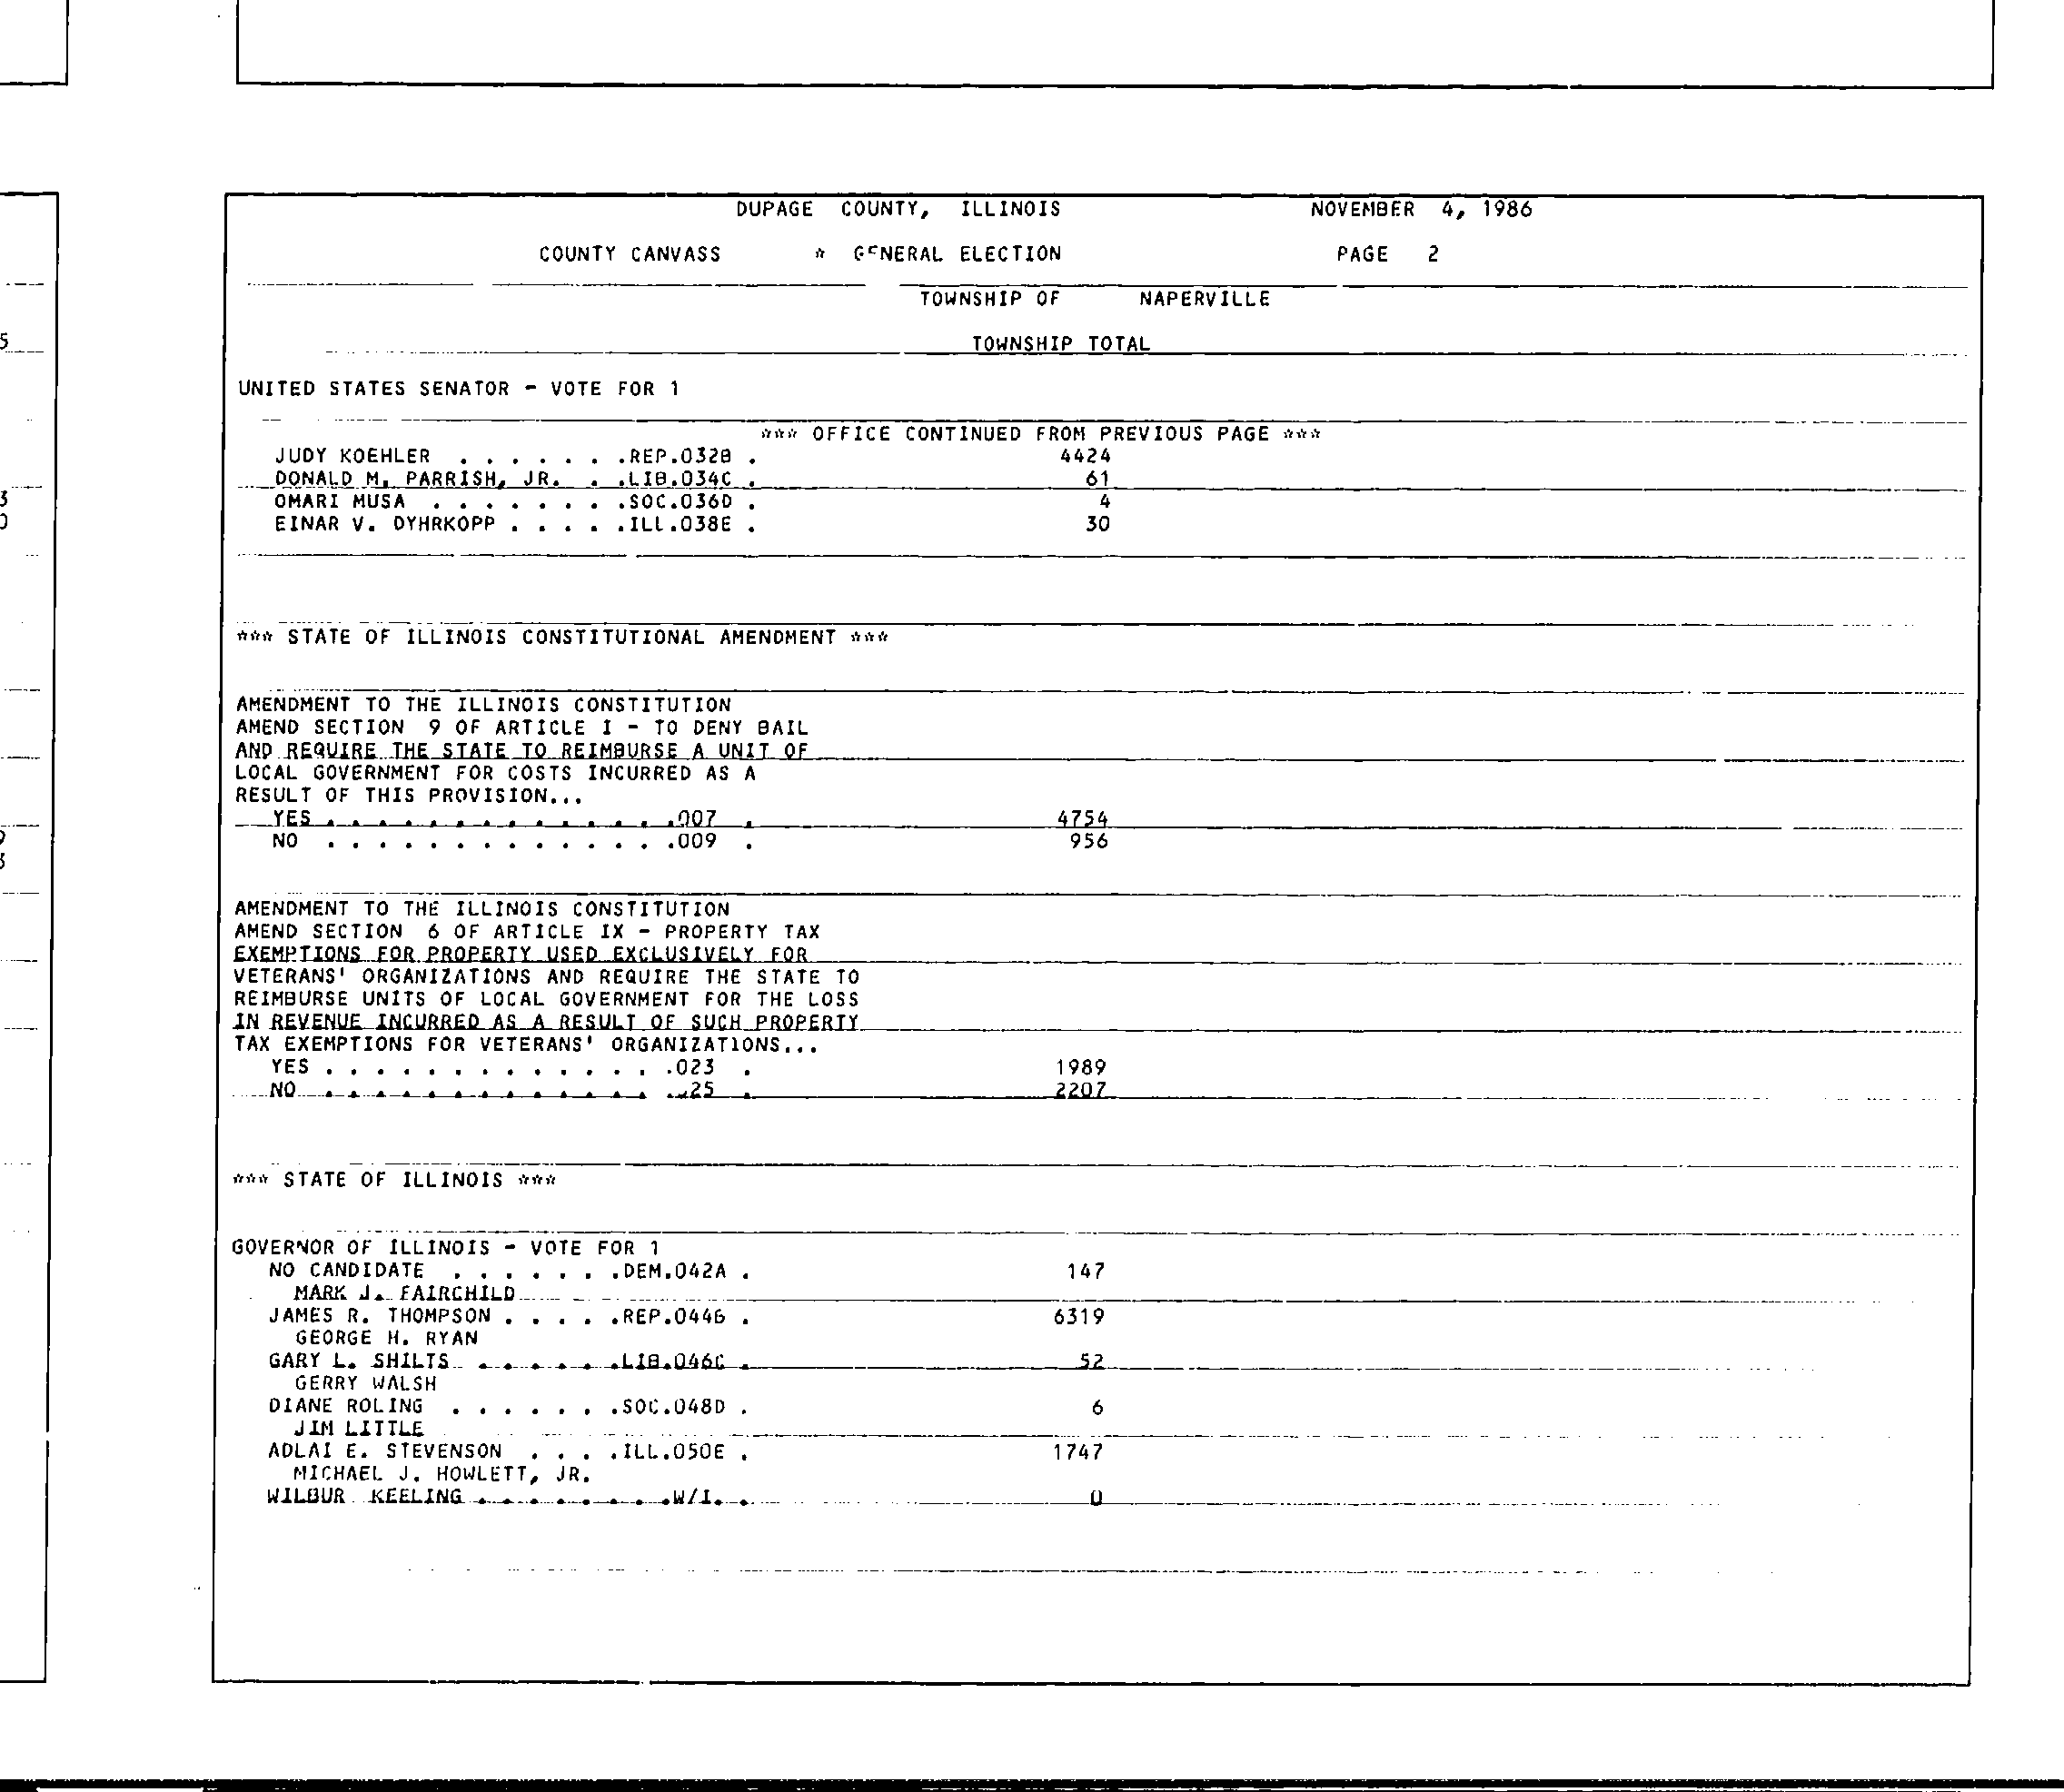 DUPAGE COUNTY, ILLINOIS NOVEMBER 4, 1986
COUNTY CANVASS * GENERAL ELECTION PAGE 2
TOWNSHIP OF NAPERVILLE
TOWNSHIP TOTAL
UNITED STATES SENATOR - VOTE FOR 1
*** OFFICE CONTINUED FROM PREVIOUS PAGE ***
JUDY KOEHLER . . . . . . .REP.032B . 4424
DONALD M. PARRISH, JR. . .LIB.034C . 61
OMARI MUSA . . . . . . . .SOC.036D . 4
EINAR V. DYHRKOPP . . . . .ILL.038E . 30
*** STATE OF ILLINOIS CONSTITUTIONAL AMENDMENT ***
AMENDMENT TO THE ILLINOIS CONSTITUTION
AMEND SECTION 9 OF ARTICLE I - TO DENY BAIL
AND REQUIRE THE STATE TO REIMBURSE A UNIT OF
LOCAL GOVERNMENT FOR COSTS INCURRED AS A
RESULT OF THIS PROVISION...
YES . . . . . . . . . . . . . .007 . 4754
NO . . . . . . . . . . . . . .009 . 956
AMENDMENT TO THE ILLINOIS CONSTITUTION
AMEND SECTION 6 OF ARTICLE IX - PROPERTY TAX
EXEMPTIONS FOR PROPERTY USED EXCLUSIVELY FOR
VETERANS' ORGANIZATIONS AND REQUIRE THE STATE TO
REIMBURSE UNITS OF LOCAL GOVERNMENT FOR THE LOSS
IN REVENUE INCURRED AS A RESULT OF SUCH PROPERTY
TAX EXEMPTIONS FOR VETERANS' ORGANIZATIONS...
YES . . . . . . . . . . . . . .023 . 1989
NO . . . . . . . . . . . . . .25 . 2207
*** STATE OF ILLINOIS ***
GOVERNOR OF ILLINOIS - VOTE FOR 1
NO CANDIDATE . . . . . . .DEM.042A . 147
MARK J. FAIRCHILD
JAMES R. THOMPSON . . . . .REP.044B . 6319
GEORGE H. RYAN
GARY L. SHILTS . . . . . .LIB.046C . 52
GERRY WALSH
DIANE ROLING . . . . . . .SOC.048D . 6
JIM LITTLE
ADLAI E. STEVENSON . . . .ILL.050E . 1747
MICHAEL J. HOWLETT, JR.
WILBUR KEELING . . . . . . . .W/I. . 0